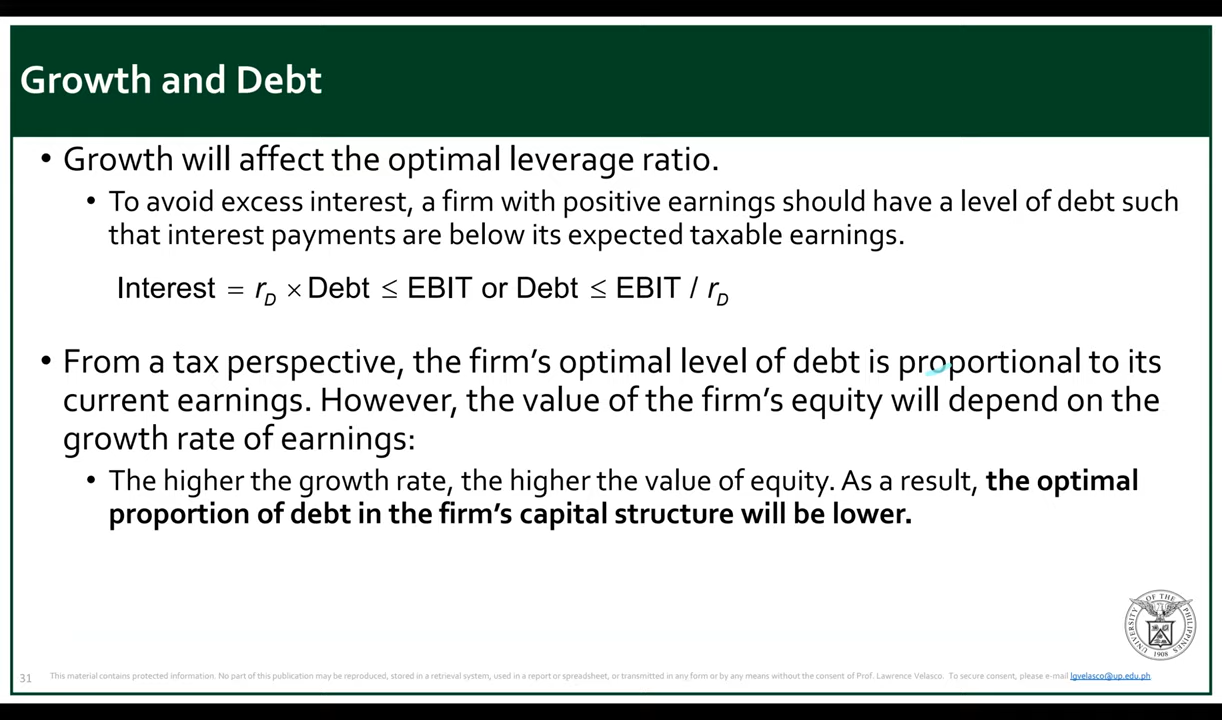 Growth and Debt
• Growth will affect the optimal leverage ratio.
• To avoid excess interest, a firm with positive earnings should have a level of debt such
that interest payments are below its expected taxable earnings.
Interest = r_D × Debt ≤ EBIT or Debt ≤ EBIT / r_D
• From a tax perspective, the firm's optimal level of debt is proportional to its
current earnings. However, the value of the firm's equity will depend on the
growth rate of earnings:
• The higher the growth rate, the higher the value of equity. As a result, the optimal
proportion of debt in the firm's capital structure will be lower.
UNIVERSITY OF THE PHILIPPINES
1908
31 This material contains protected information. No part of this publication may be reproduced, stored in a retrieval system, used in a report or spreadsheet, or transmitted in any form or by any means without the consent of Prof. Lawrence Velasco. To secure consent, please e-mail lgvelasco@up.edu.ph